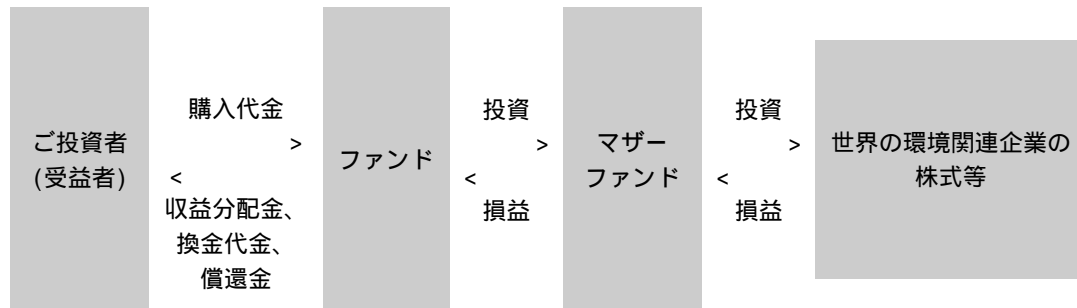 ご投資者
(受益者)
購入代金
>
<
収益分配金、
換金代金、
償還金
ファンド
投資
>
<
損益
マザー
ファンド
投資
>
<
損益
世界の環境関連企業の
株式等